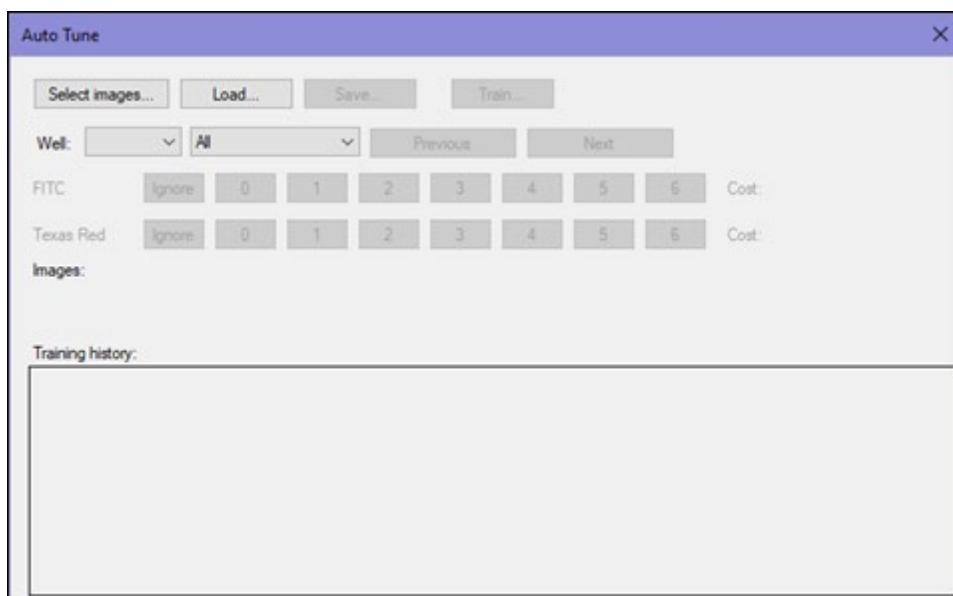 Auto Tune
Select images... Load... Save... Train...
Well: All Previous Next
FITC Ignore 0 1 2 3 4 5 6 Cost:
Texas Red Ignore 0 1 2 3 4 5 6 Cost:
Images:
Training history: